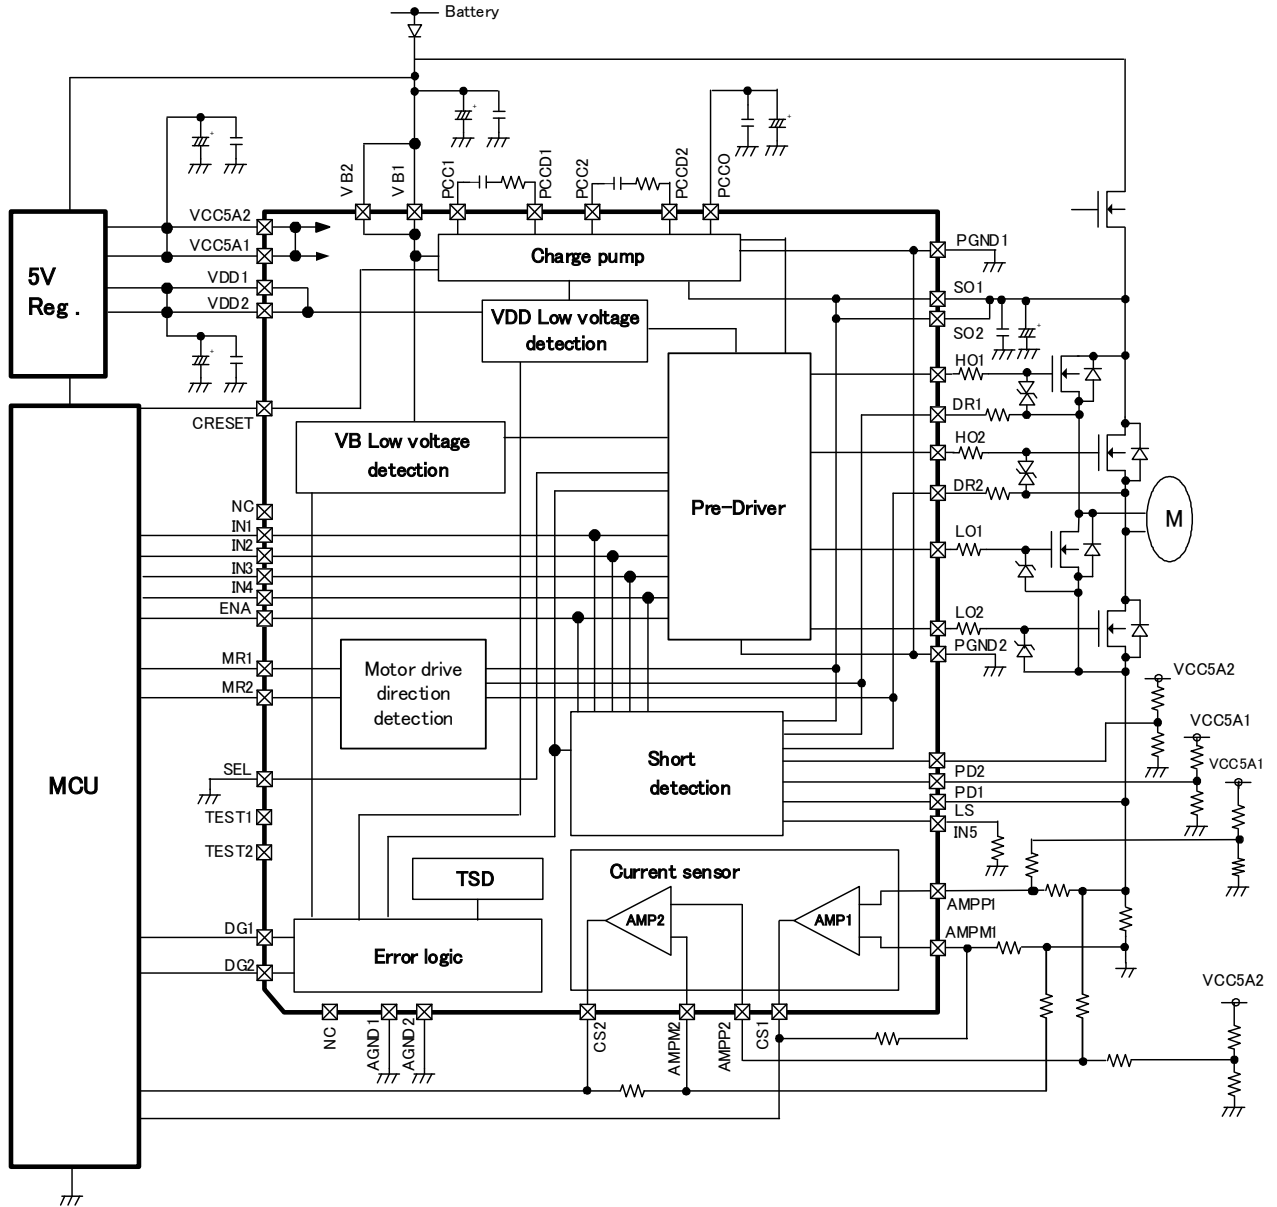 Battery
VB2
VB1
PCC1
PCCD1
PCC2
PCCD2
PCCO
5V
Reg .
VCC5A2
VCC5A1
VDD1
VDD2
Charge pump
VDD Low voltage
detection
PGND1
SO1
SO2
HO1
DR1
HO2
DR2
LO1
LO2
PGND2
M
CRESET
VB Low voltage
detection
Pre-Driver
NC
IN1
IN2
IN3
IN4
ENA
MR1
MR2
Motor drive
direction
detection
MCU
SEL
TEST1
TEST2
Short
detection
VCC5A2
VCC5A1
VCC5A1
PD2
PD1
LS
IN5
TSD
Current sensor
AMP2
AMP1
AMPP1
AMPM1
DG1
DG2
Error logic
VCC5A2
NC
AGND1
AGND2
CS2
AMPM2
AMPP2
CS1